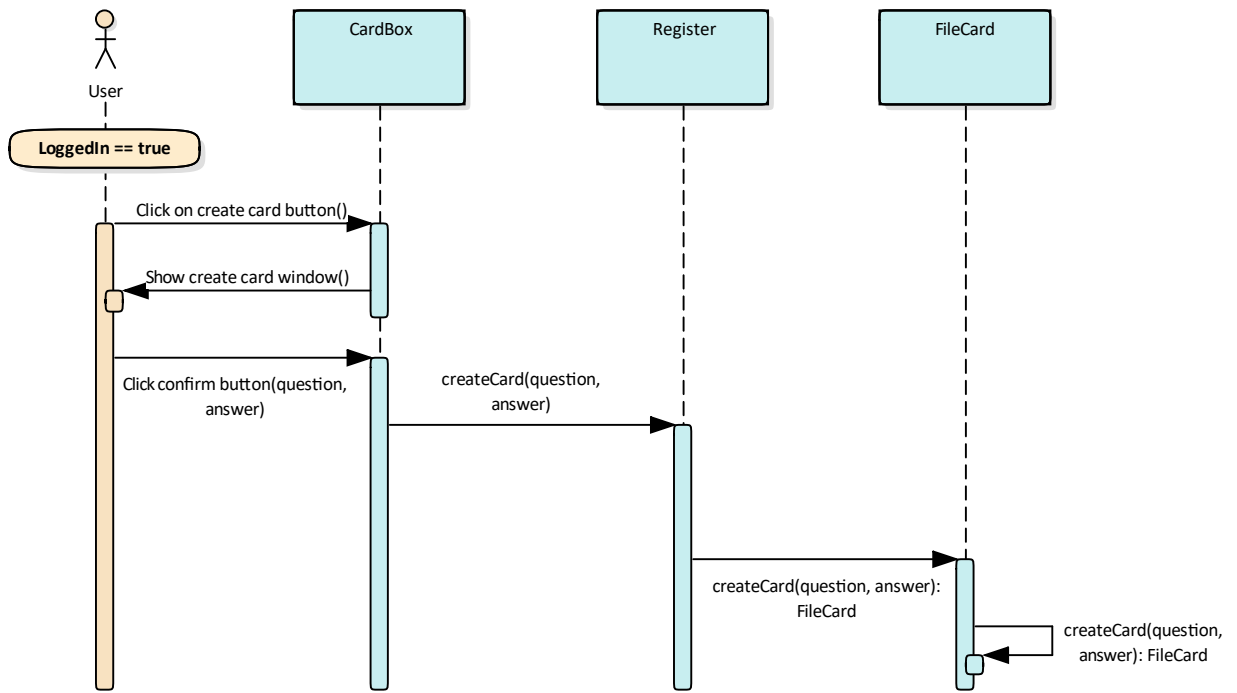 CardBox
Register
FileCard
User
LoggedIn == true
Click on create card button()
Show create card window()
Click confirm button(question,
answer)
createCard(question,
answer)
createCard(question, answer):
FileCard
createCard(question,
answer): FileCard